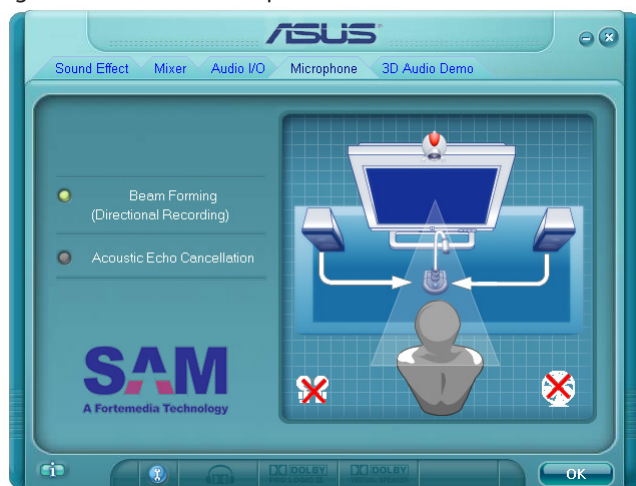 ASUS
Sound Effect
Mixer
Audio I/O
Microphone
3D Audio Demo
Beam Forming
(Directional Recording)
Acoustic Echo Cancellation
SAM
A Fortemedia Technology
DOLBY
DOLBY
OK